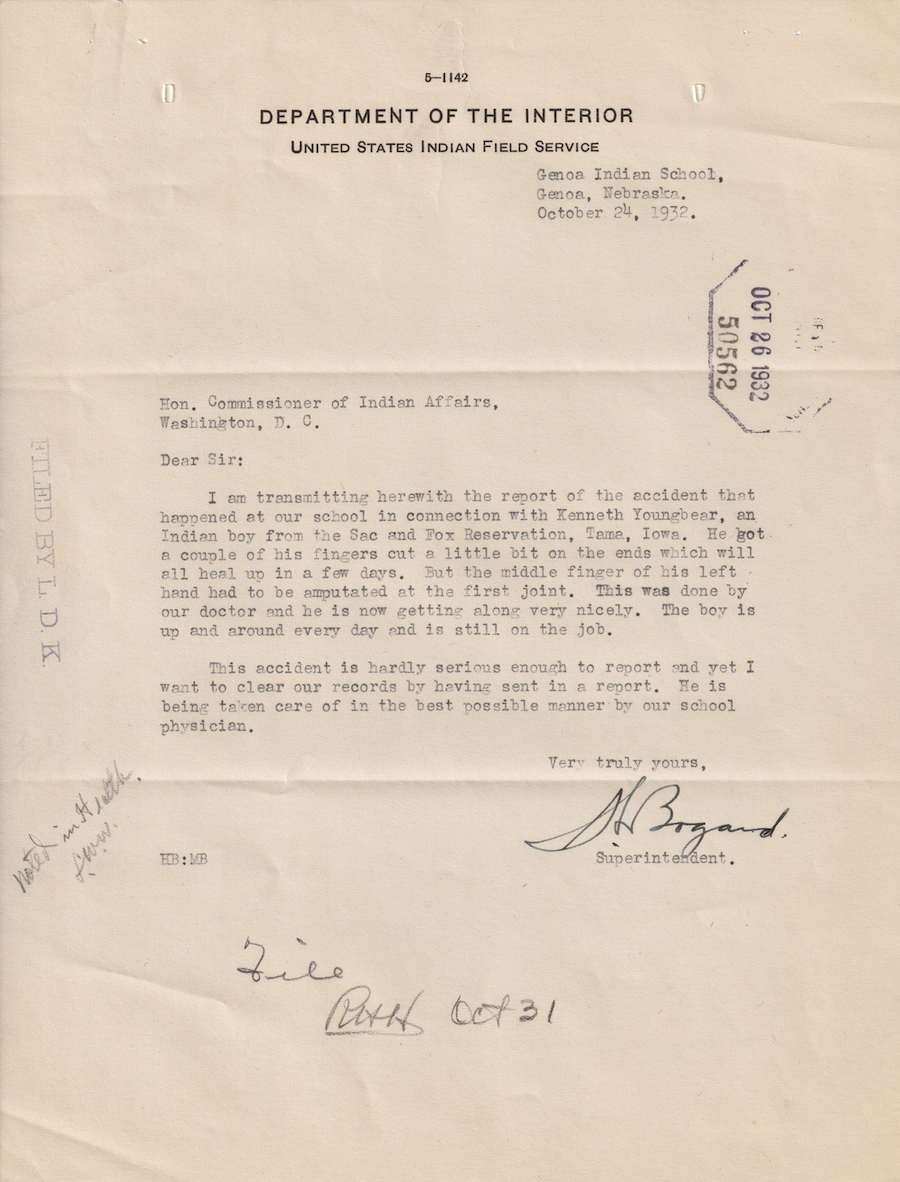 5—1142
DEPARTMENT OF THE INTERIOR
UNITED STATES INDIAN FIELD SERVICE
Genoa Indian School,
Genoa, Nebraska.
October 24, 1932.
OCT 26 1932
50562
Hon. Commissioner of Indian Affairs,
Washington, D. C.
Dear Sir:
I am transmitting herewith the report of the accident that
happened at our school in connection with Kenneth Youngbear, an
Indian boy from the Sac and Fox Reservation, Tama, Iowa. He got
a couple of his fingers cut a little bit on the ends which will
all heal up in a few days. But the middle finger of his left
hand had to be amputated at the first joint. This was done by
our doctor and he is now getting along very nicely. The boy is
up and around every day and is still on the job.
This accident is hardly serious enough to report and yet I
want to clear our records by having sent in a report. He is
being taken care of in the best possible manner by our school
physician.
Very truly yours,
Bogard.
Superintendent.
HB:MB
FILED BY L. D. K.
Noted in Health.
File
Oct 31